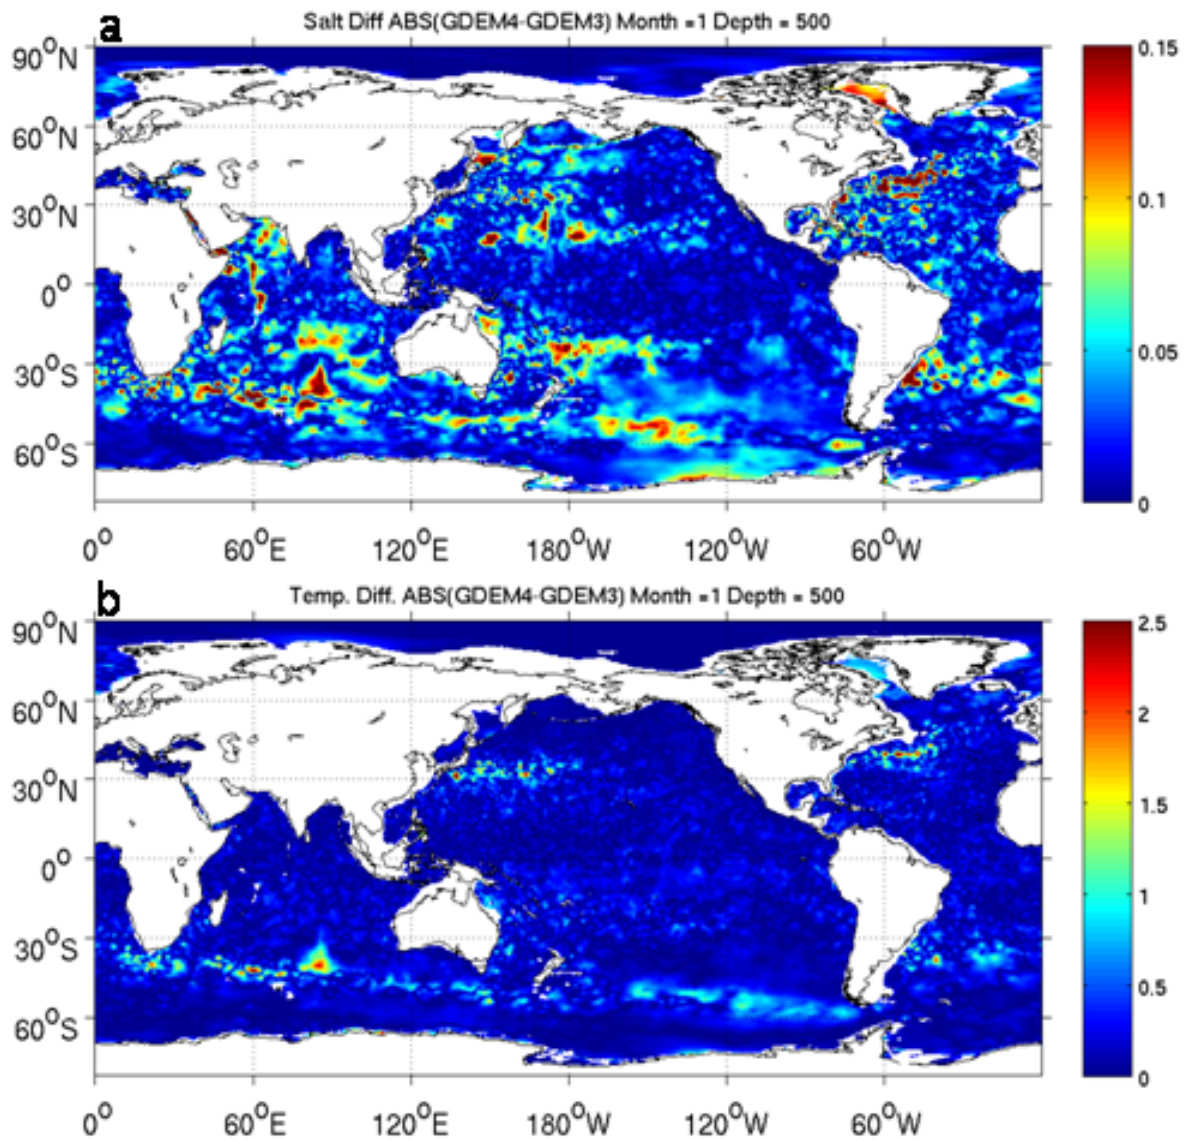 a
Salt Diff ABS(GDEM4-GDEM3) Month =1 Depth = 500
90°N
60°N
30°N
0°
30°S
60°S
0° 60°E 120°E 180°W 120°W 60°W
0.15
0.1
0.05
0
b
Temp. Diff. ABS(GDEM4-GDEM3) Month =1 Depth = 500
90°N
60°N
30°N
0°
30°S
60°S
0° 60°E 120°E 180°W 120°W 60°W
2.5
2
1.5
1
0.5
0